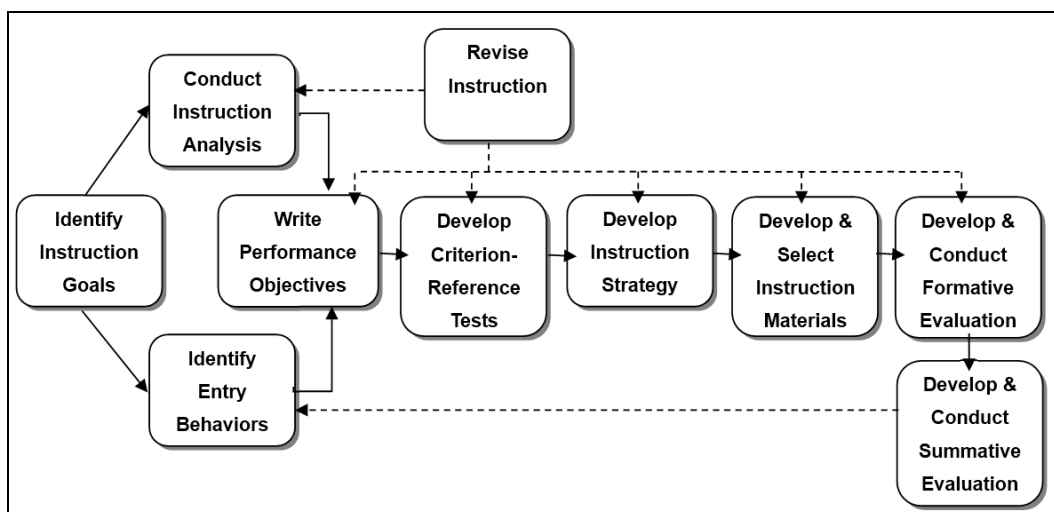 Revise
Instruction
Conduct
Instruction
Analysis
Identify
Instruction
Goals
Write
Performance
Objectives
Develop
Criterion-
Reference
Tests
Develop
Instruction
Strategy
Develop &
Select
Instruction
Materials
Develop &
Conduct
Formative
Evaluation
Identify
Entry
Behaviors
Develop &
Conduct
Summative
Evaluation